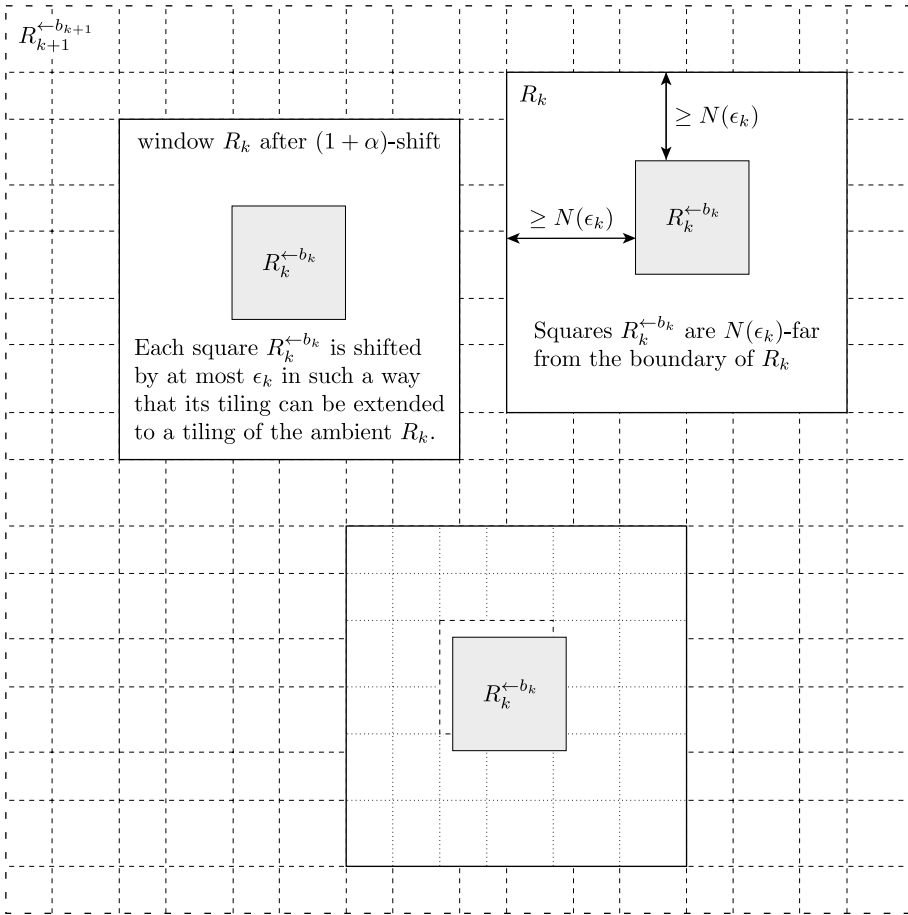 R_{k+1}^{←b_{k+1}}
R_k
≥ N(ϵ_k)
window R_k after (1 + α)-shift
R_k^{←b_k}
≥ N(ϵ_k)
R_k^{←b_k}
Squares R_k^{←b_k} are N(ϵ_k)-far
from the boundary of R_k
Each square R_k^{←b_k} is shifted
by at most ϵ_k in such a way
that its tiling can be extended
to a tiling of the ambient R_k.
R_k^{←b_k}